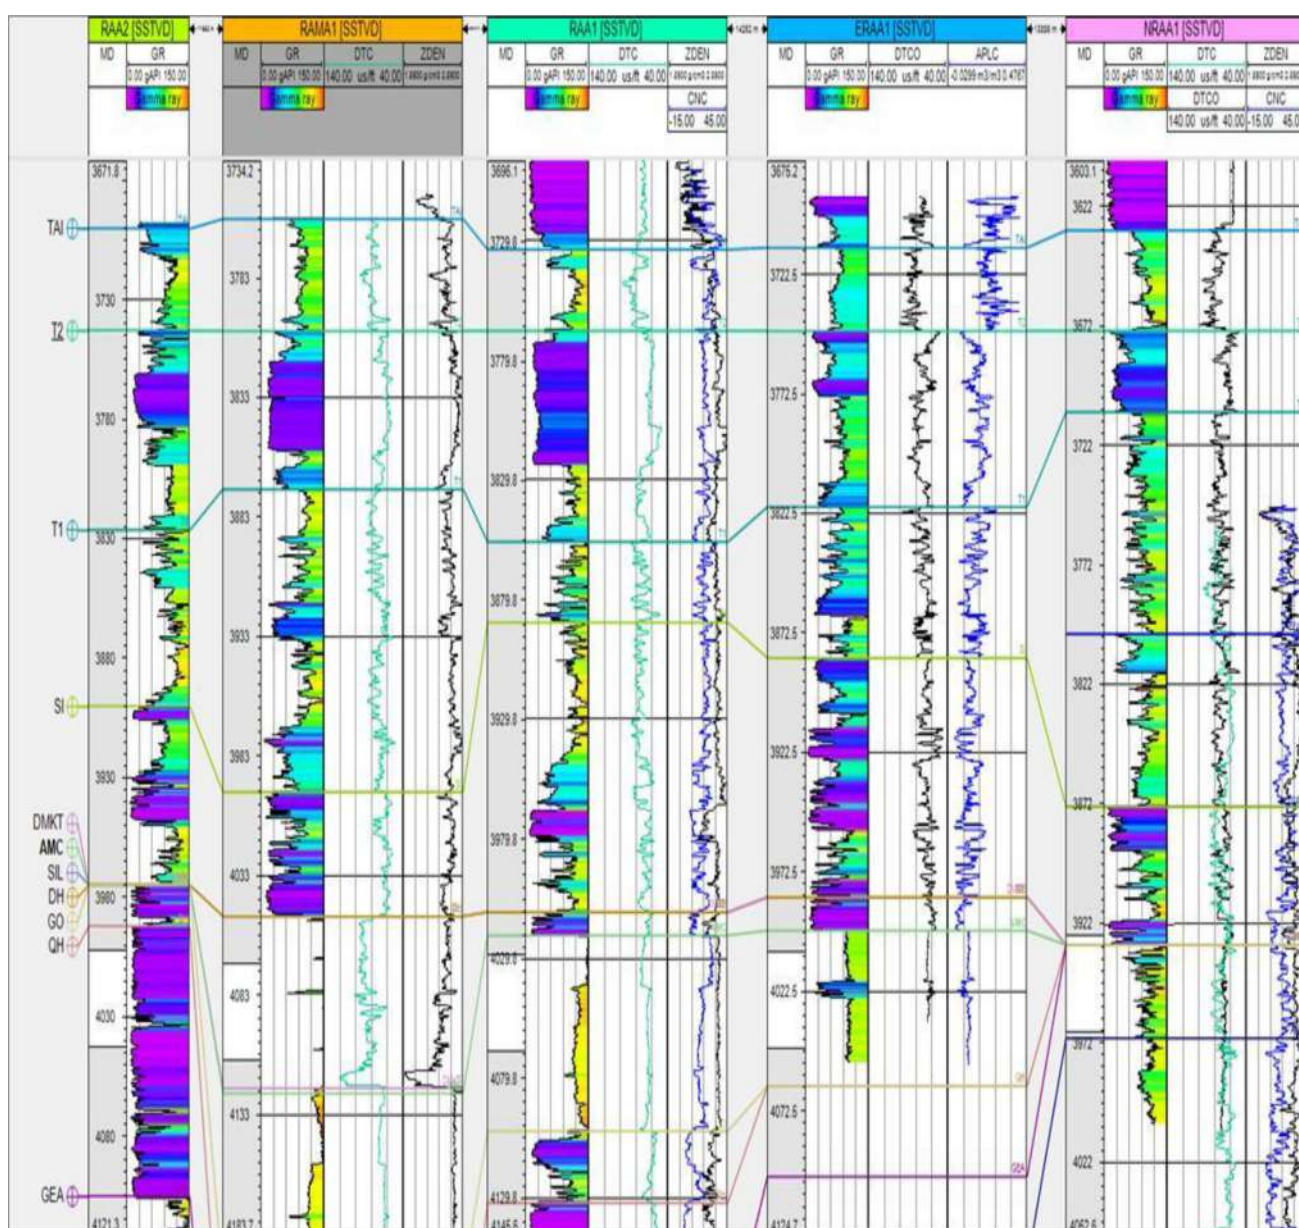 RAA2 [SSTVD] RAMA1 [SSTVD] RAA1 [SSTVD] ERAA1 [SSTVD] NRAA1 [SSTVD]
MD GR MD GR DTC ZDEN MD GR DTC ZDEN MD GR DTCO APLC MD GR DTC ZDEN
0.00 gAPI 150.00 0.00 gAPI 150.00 140.00 us/ft 40.00 0.00 gAPI 150.00 140.00 us/ft 40.00 0.00 gAPI 150.00 140.00 us/ft 40.00 -0.0299 m3/m3 0.4767 0.00 gAPI 150.00 140.00 us/ft 40.00
Gamma ray Gamma ray Gamma ray CNC Gamma ray Gamma ray DTCO CNC
-15.00 45.00 140.00 us/ft 40.00 -15.00 45.0
3671.8 3734.2 3696.1 3675.2 3603.1
3622
TAI 3729.8
3783 3722.5
3730
T2 3672
3779.8
3833 3772.5
3780
3722
3829.8
3883 3822.5
T1 3830
3772
3879.8
3933 3872.5
3880
3822
SI
3929.8
3983 3922.5
3930
3872
DMKT
3979.8
AMC
SIL 4033 3972.5
DH 3980
GO 3922
QH
4029.8
4083 4022.5
4030
3972
4079.8
4133 4072.5
4080
4022
GEA GEA
4129.8
4121.3 4183.7 4145.6 4124.7 4052.6